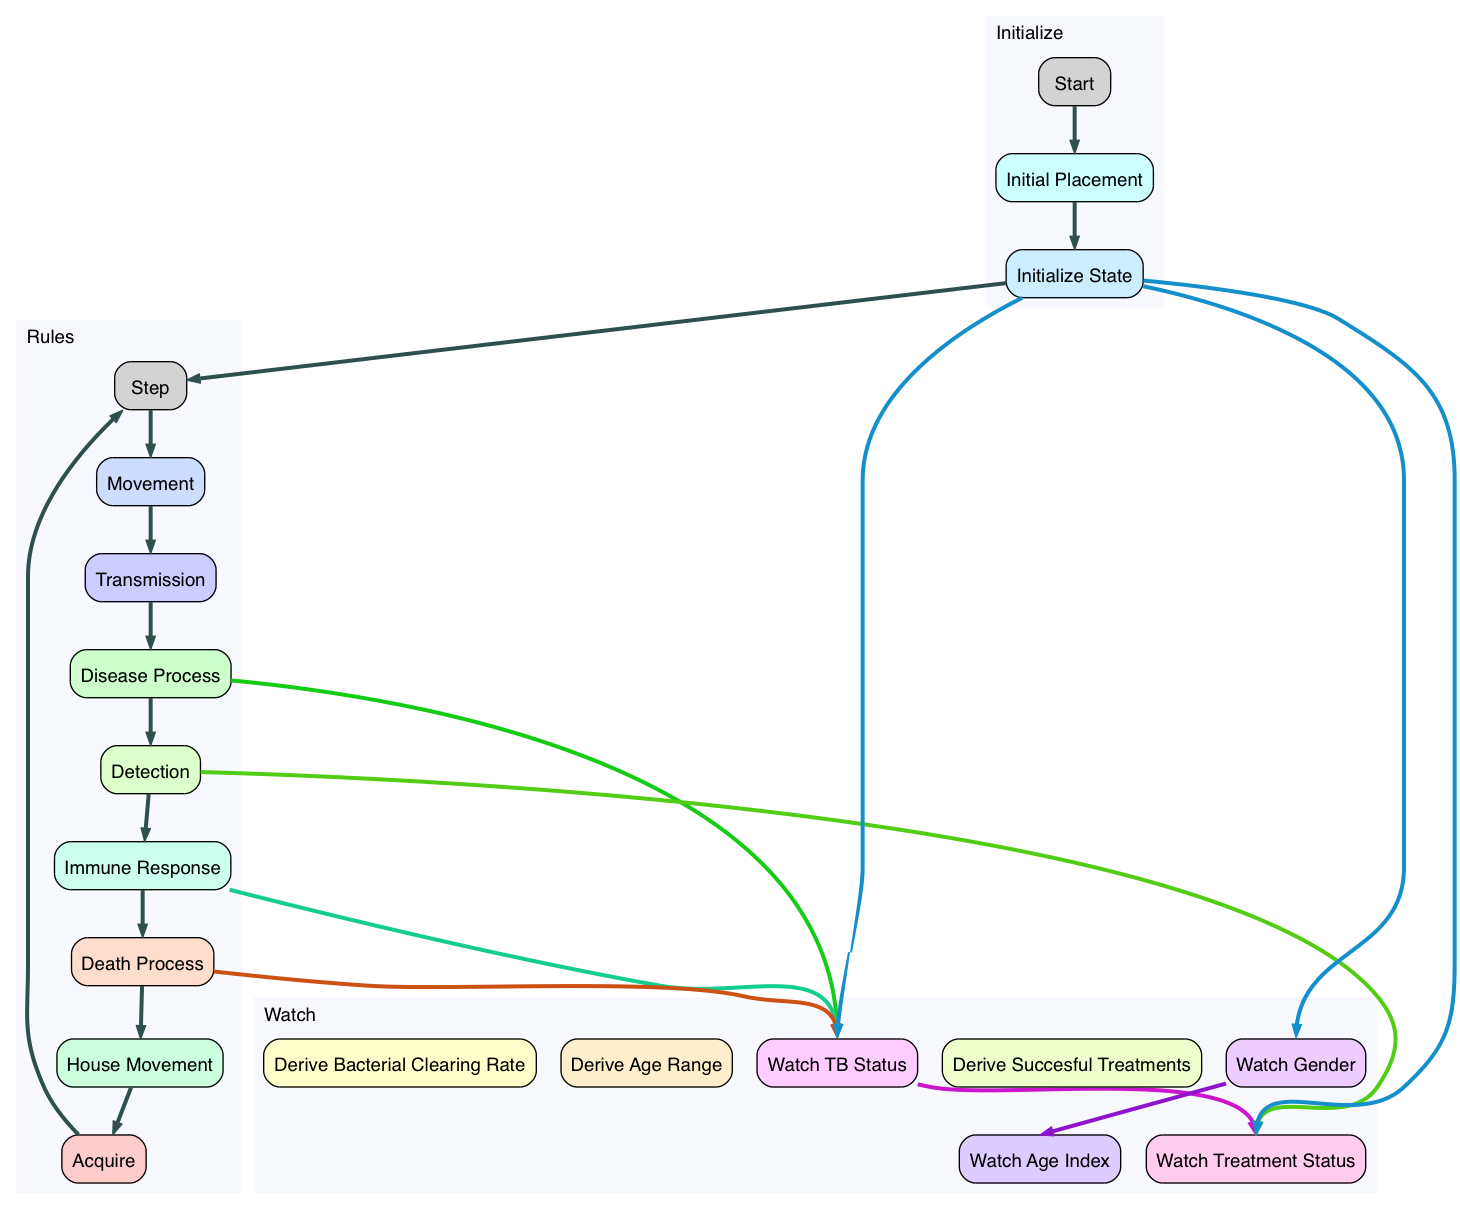 Initialize
Start
Initial Placement
Initialize State
Rules
Step
Movement
Transmission
Disease Process
Detection
Immune Response
Death Process
House Movement
Acquire
Watch
Derive Bacterial Clearing Rate
Derive Age Range
Watch TB Status
Derive Succesful Treatments
Watch Gender
Watch Age Index
Watch Treatment Status